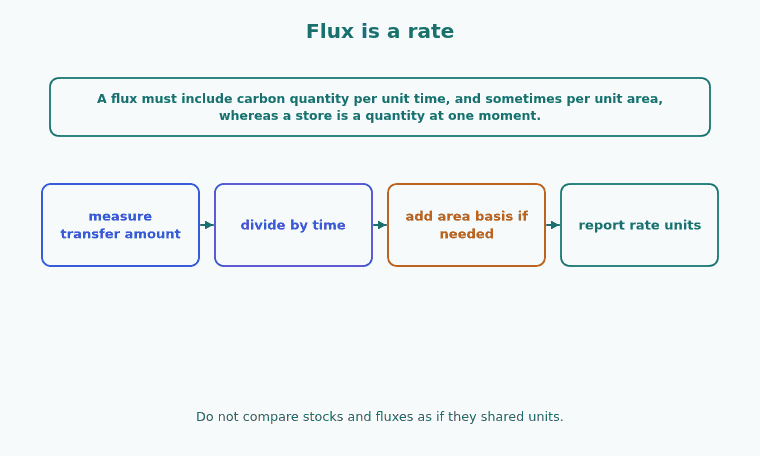 Flux is a rate
A flux must include carbon quantity per unit time, and sometimes per unit area,
whereas a store is a quantity at one moment.
measure
transfer amount
divide by time
add area basis if
needed
report rate units
Do not compare stocks and fluxes as if they shared units.